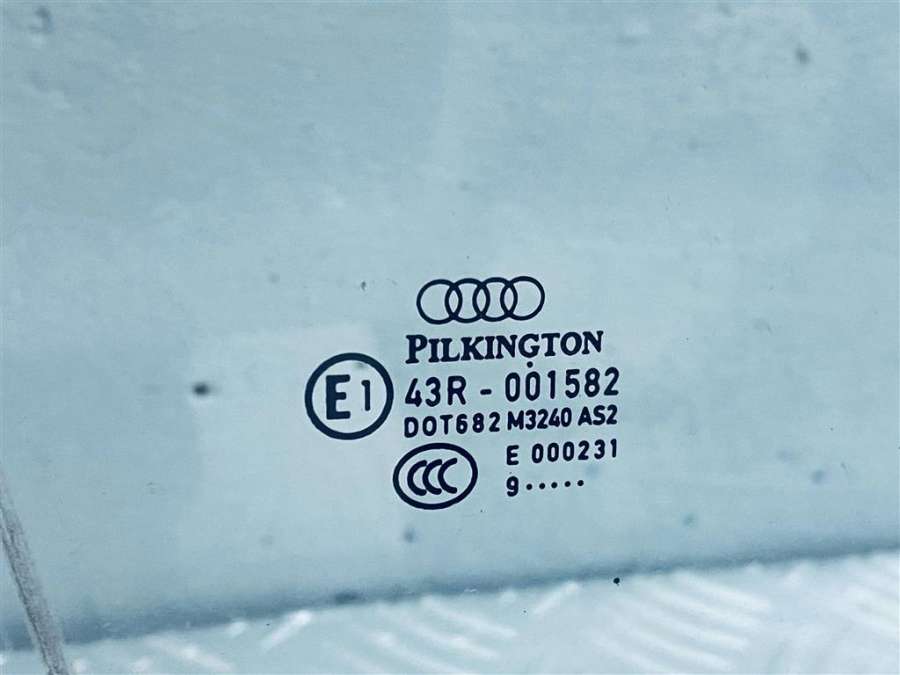 PILKINGTON
E1 43R - 001582
DOT682 M3240 AS2
CCC E 000231
9.....